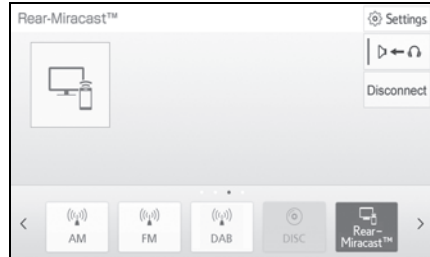 Rear-Miracast™
Settings
Disconnect
AM
FM
DAB
DISC
Rear-
Miracast™